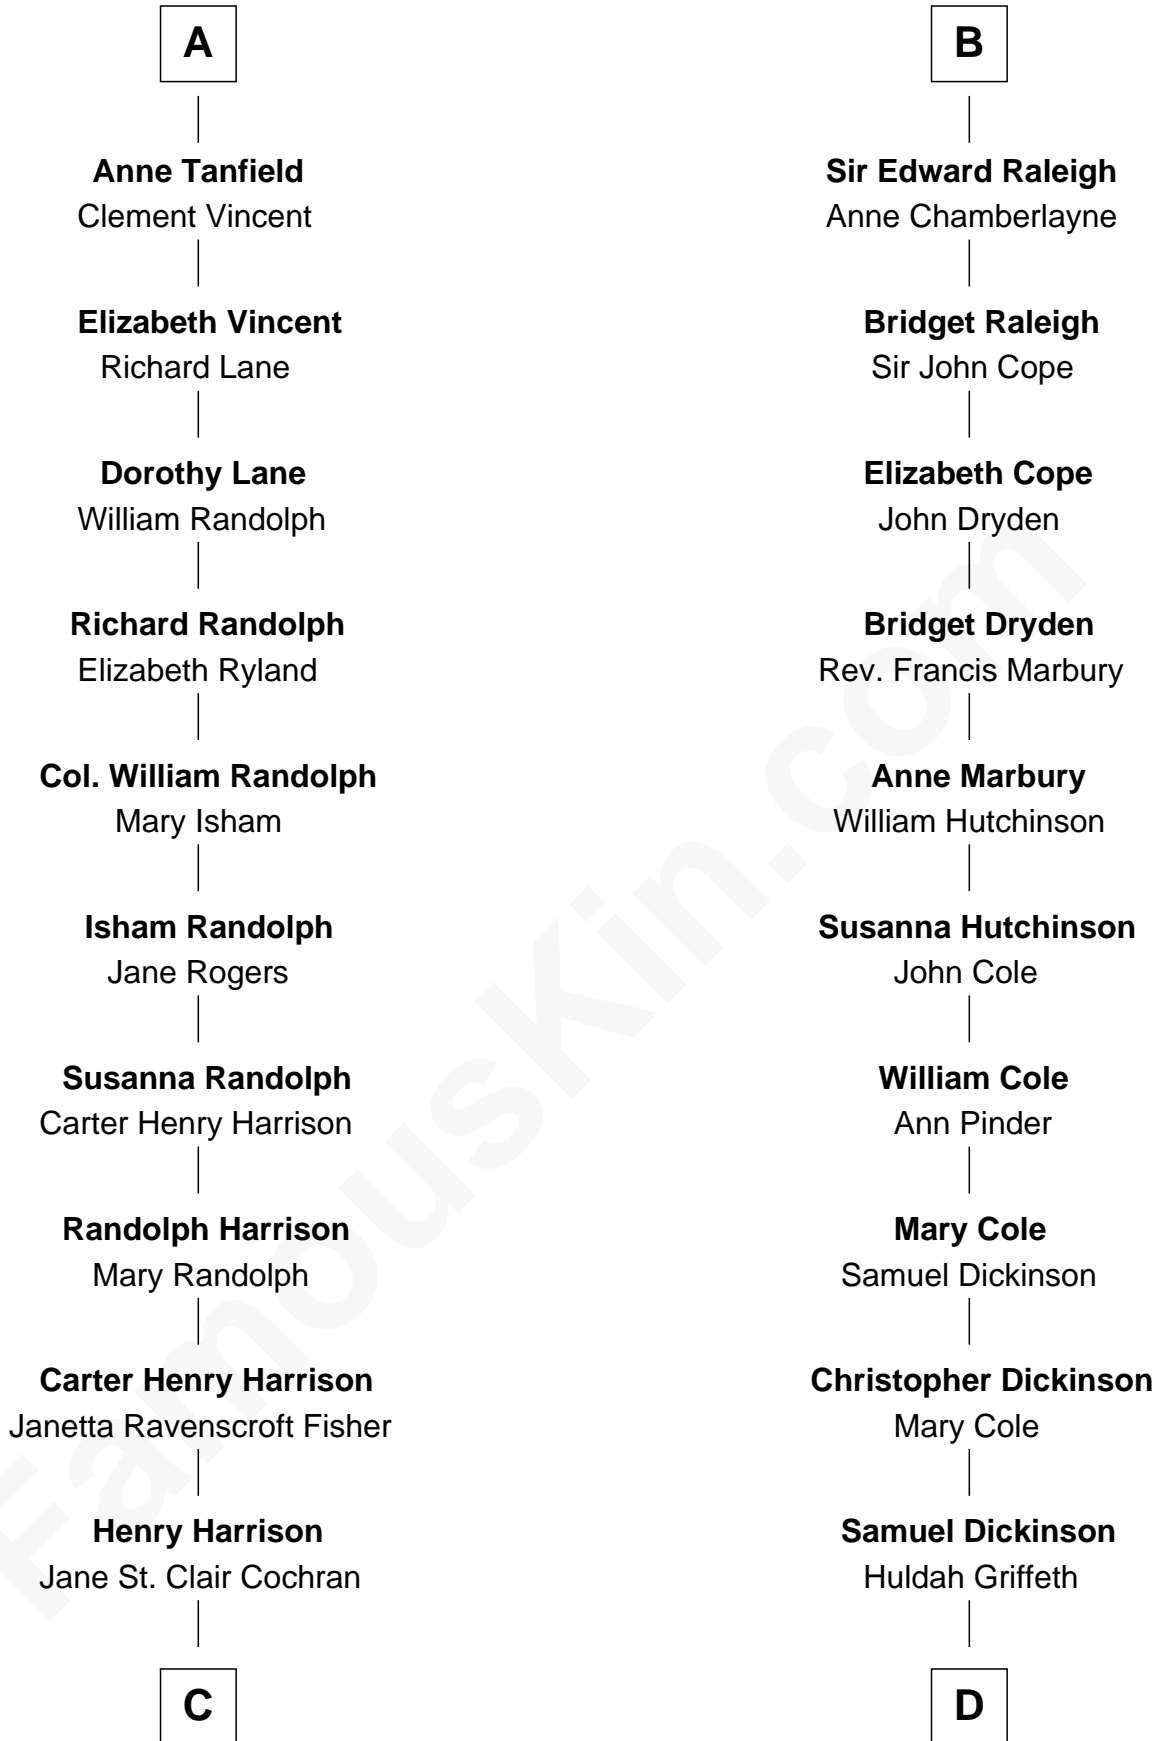 A
Anne Tanfield
Clement Vincent
Elizabeth Vincent
Richard Lane
Dorothy Lane
William Randolph
Richard Randolph
Elizabeth Ryland
Col. William Randolph
Mary Isham
Isham Randolph
Jane Rogers
Susanna Randolph
Carter Henry Harrison
Randolph Harrison
Mary Randolph
Carter Henry Harrison
Janetta Ravenscroft Fisher
Henry Harrison
Jane St. Clair Cochran
C
B
Sir Edward Raleigh
Anne Chamberlayne
Bridget Raleigh
Sir John Cope
Elizabeth Cope
John Dryden
Bridget Dryden
Rev. Francis Marbury
Anne Marbury
William Hutchinson
Susanna Hutchinson
John Cole
William Cole
Ann Pinder
Mary Cole
Samuel Dickinson
Christopher Dickinson
Mary Cole
Samuel Dickinson
Huldah Griffeth
D
FamousKin.com